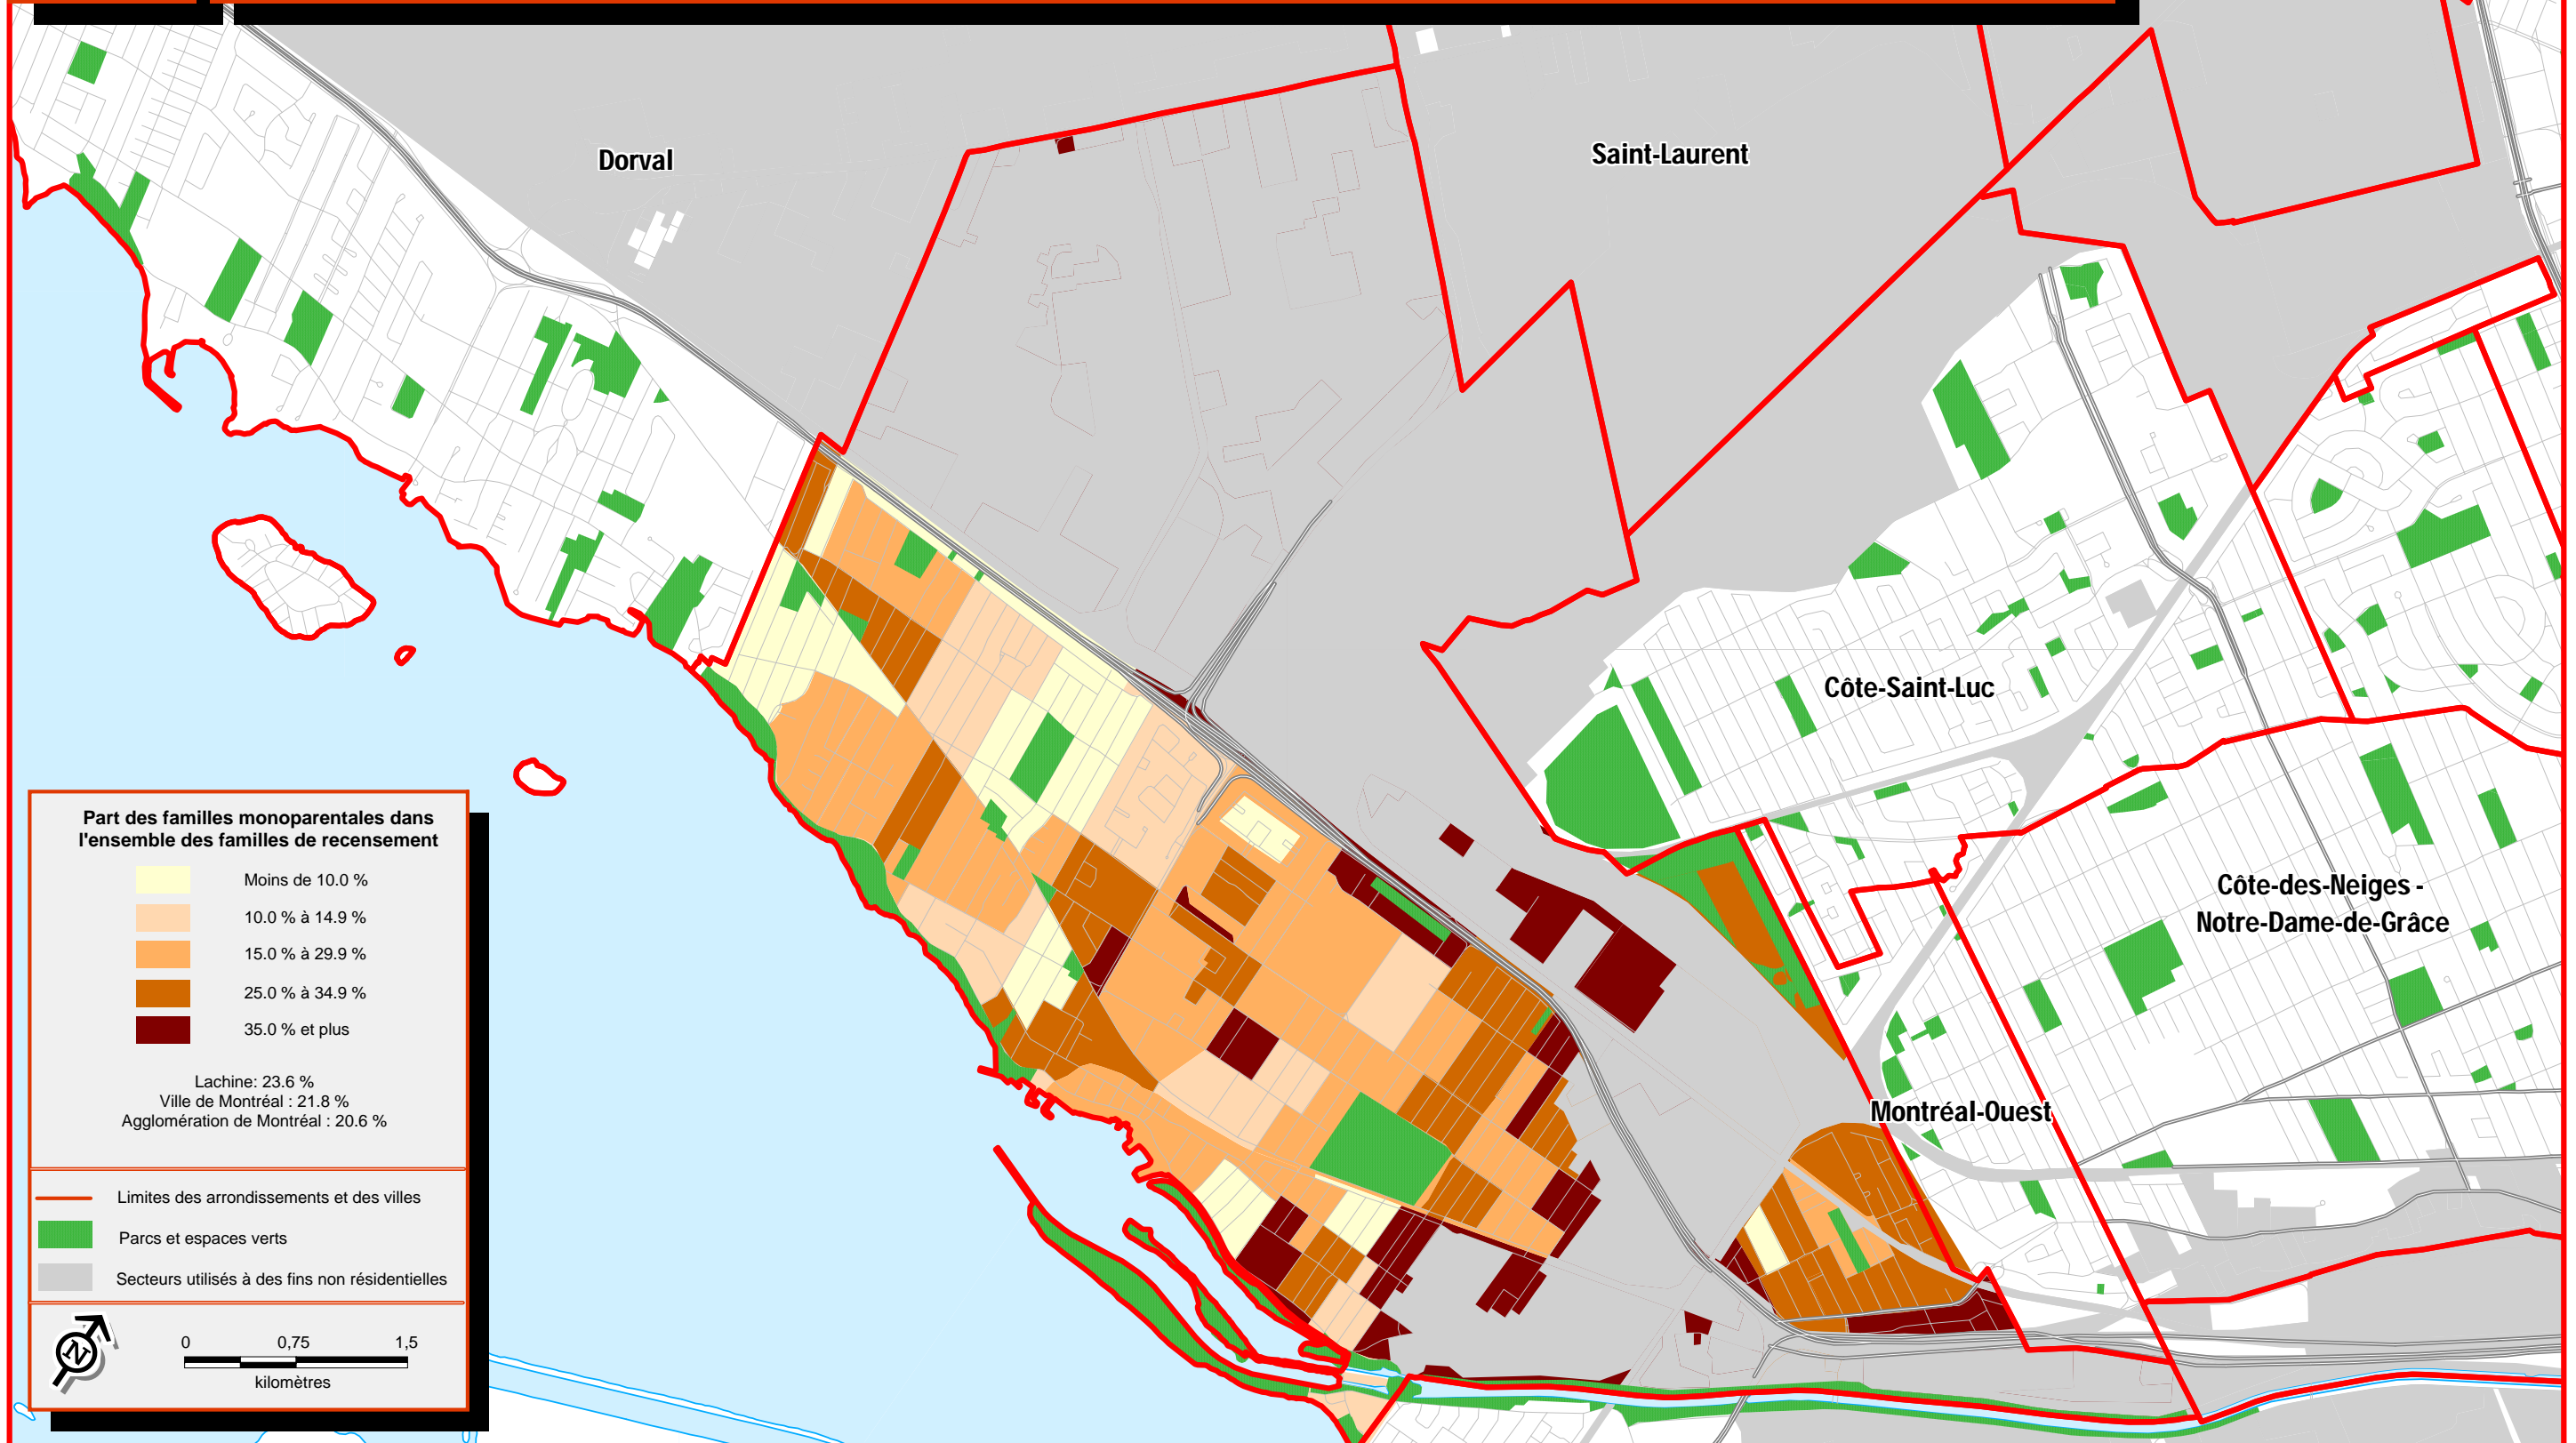 Dorval
Saint-Laurent
Côte-Saint-Luc
Côte-des-Neiges -
Notre-Dame-de-Grâce
Montréal-Ouest
Part des familles monoparentales dans
l'ensemble des familles de recensement
Moins de 10.0 %
10.0 % à 14.9 %
15.0 % à 29.9 %
25.0 % à 34.9 %
35.0 % et plus
Lachine: 23.6 %
Ville de Montréal : 21.8 %
Agglomération de Montréal : 20.6 %
Limites des arrondissements et des villes
Parcs et espaces verts
Secteurs utilisés à des fins non résidentielles
N
0 0,75 1,5
kilomètres